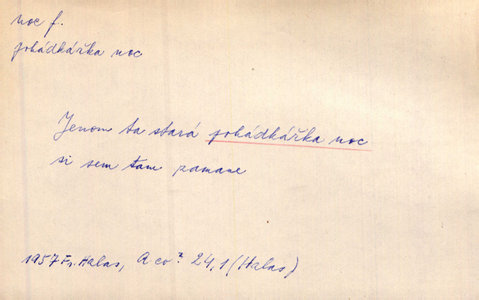 noc f.
pohádkářka noc
Jenom ta stará pohádkářka noc
si sem tam zamane
1957 Fr. Halas, A co? 24,1 (Halas)